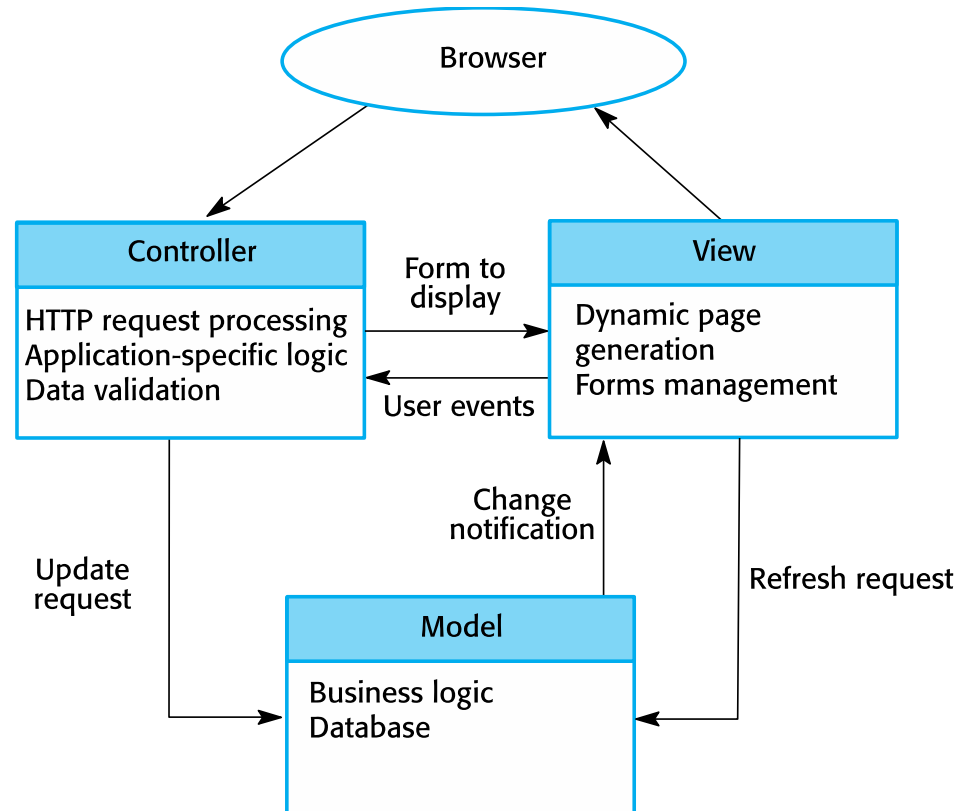 Browser
Controller
HTTP request processing
Application-specific logic
Data validation
Form to
display
User events
View
Dynamic page
generation
Forms management
Update
request
Change
notification
Refresh request
Model
Business logic
Database